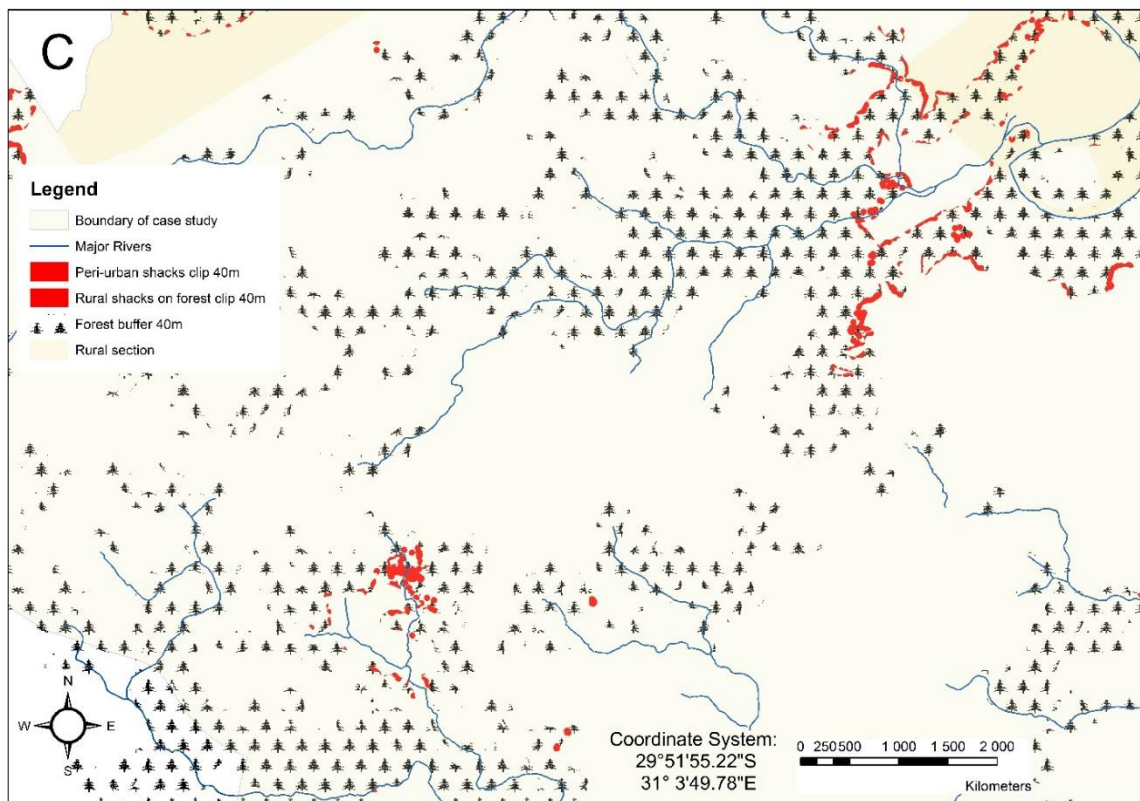 C
Legend
Boundary of case study
Major Rivers
Peri-urban shacks clip 40m
Rural shacks on forest clip 40m
Forest buffer 40m
Rural section
N
W E
S
Coordinate System:
29°51'55.22"S
31° 3'49.78"E
0 250 500 1 000 1 500 2 000
Kilometers